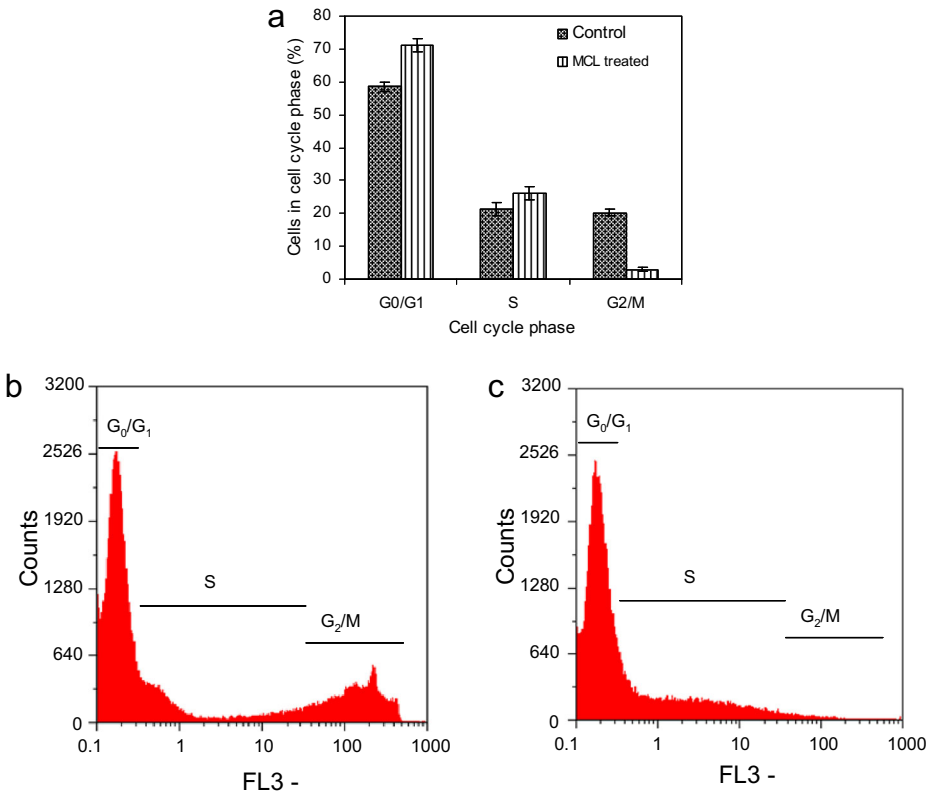 a
Cells in cell cycle phase (%)
80
70
60
50
40
30
20
10
0
Control
MCL treated
G0/G1 S G2/M
Cell cycle phase
b
Counts
3200
2526
1920
1280
640
0
G₀/G₁
S
G₂/M
0.1 1 10 100 1000
FL3 -
c
Counts
3200
2526
1920
1280
640
0
G₀/G₁
S
G₂/M
0.1 1 10 100 1000
FL3 -